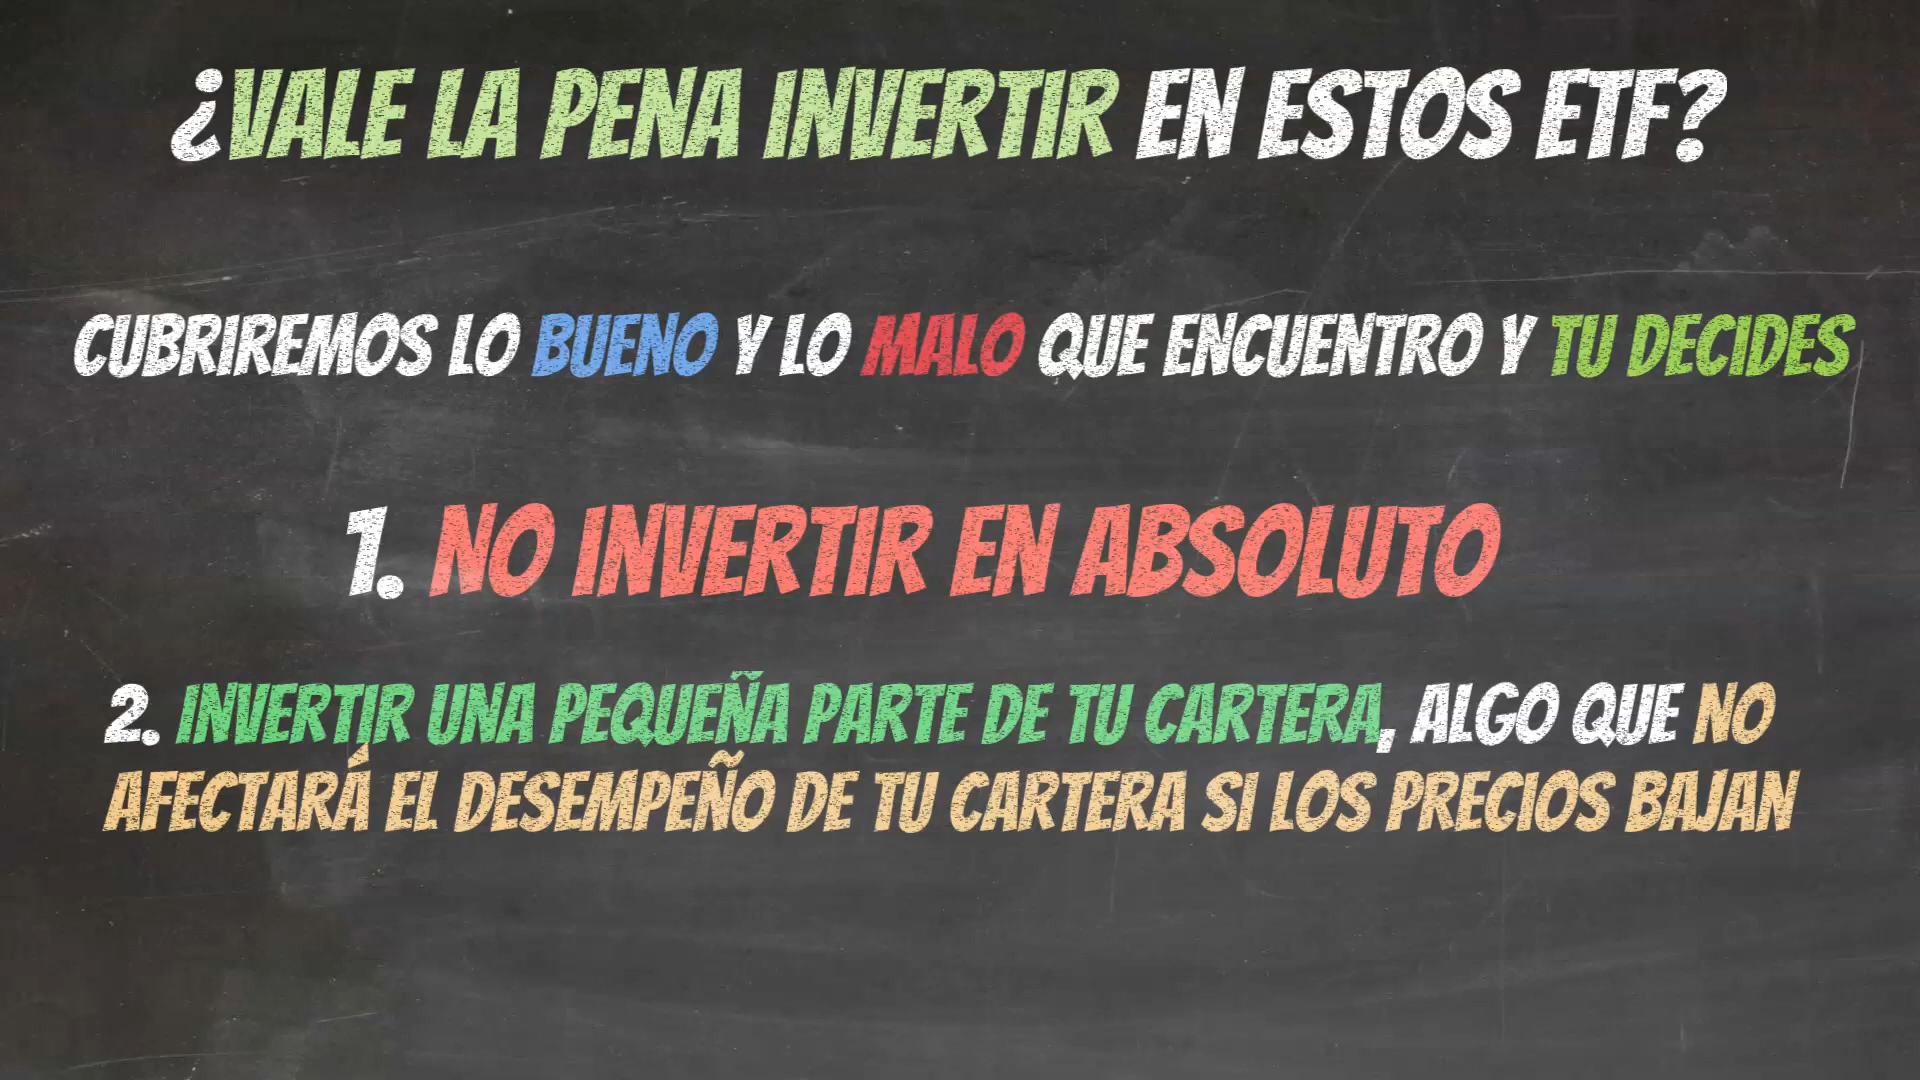 ¿VALE LA PENA INVERTIR EN ESTOS ETF?
CUBRIREMOS LO BUENO Y LO MALO QUE ENCUENTRO Y TU DECIDES
1. NO INVERTIR EN ABSOLUTO
2. INVERTIR UNA PEQUEÑA PARTE DE TU CARTERA, ALGO QUE NO
AFECTARÁ EL DESEMPEÑO DE TU CARTERA SI LOS PRECIOS BAJAN